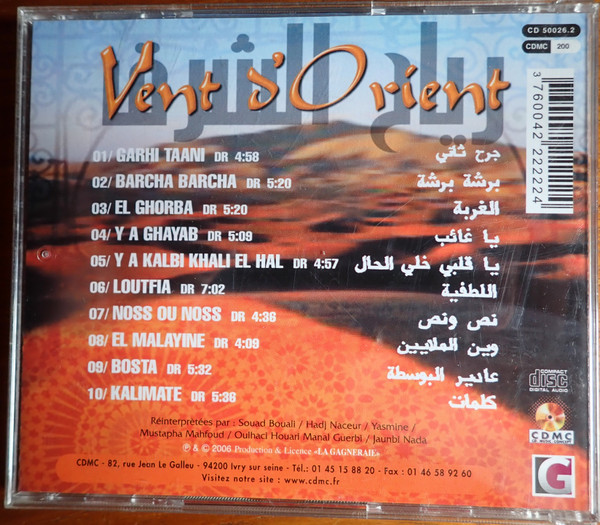 CD 50026.2
CDMC 200
رياح الشرق
Vent d'Orient
3 760042 222224
01/ GARHI TAANI DR 4:58 جرح ثاني
02/ BARCHA BARCHA DR 5:20 برشة برشة
03/ EL GHORBA DR 5:20 الغربة
04/ Y A GHAYAB DR 5:09 يا غائب
05/ Y A KALBI KHALI EL HAL DR 4:57 يا قلبي خلي الحال
06/ LOUTFIA DR 7:02 اللطفية
07/ NOSS OU NOSS DR 4:36 نص ونص
08/ EL MALAYINE DR 4:09 وين الملايين
09/ BOSTA DR 5:32 عادير البوسطة
10/ KALIMATE DR 5:36 كلمات
COMPACT
disc
DIGITAL AUDIO
Réinterprétées par : Souad Bouali / Hadj Naceur / Yasmine /
Mustapha Mahfoud / Oulhaci Houari Manal Guerbi / Jaunbi Nada
℗ & © 2006 Production & Licence «LA GAGNERAIE»
CDMC
G
CDMC - 82, rue Jean Le Galleu - 94200 Ivry sur seine - Tél.: 01 45 15 88 20 - Fax : 01 46 58 92 60
Visitez notre site : www.cdmc.fr